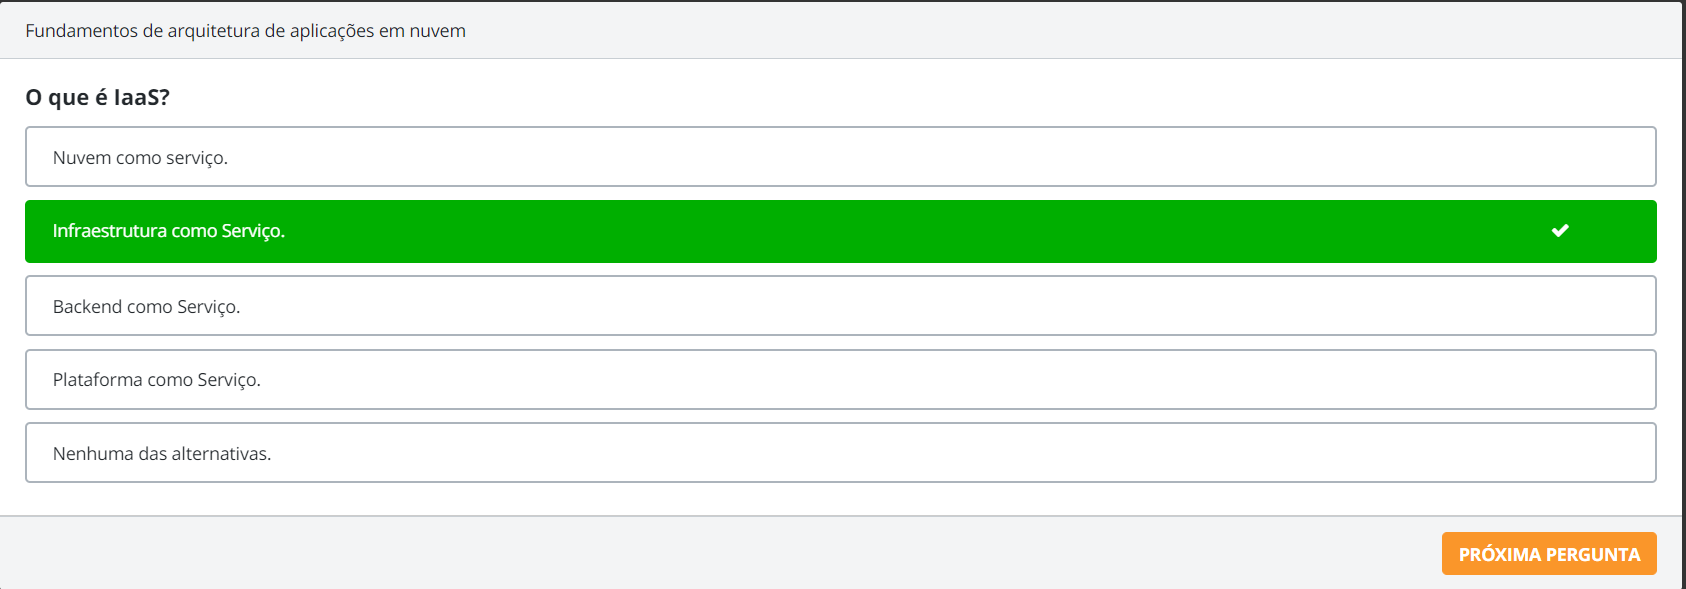 Fundamentos de arquitetura de aplicações em nuvem
O que é IaaS?
Nuvem como serviço.
Infraestrutura como Serviço.
Backend como Serviço.
Plataforma como Serviço.
Nenhuma das alternativas.
PRÓXIMA PERGUNTA